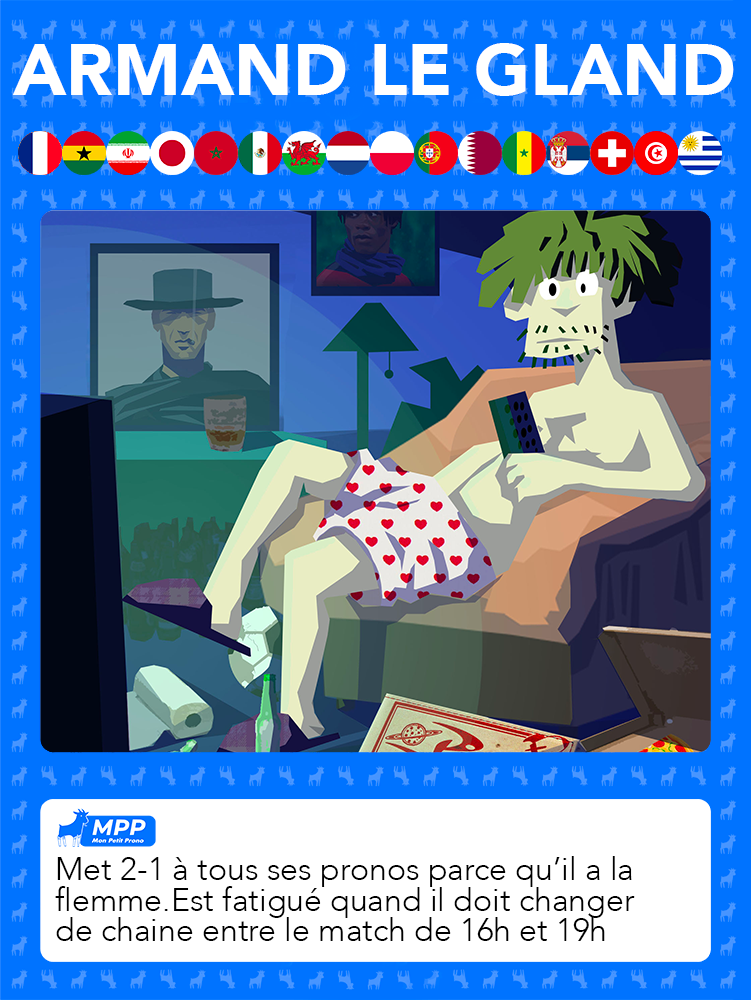 ARMAND LE GLAND
MPP
Mon Petit Prono
Met 2-1 à tous ses pronos parce qu’il a la
flemme.Est fatigué quand il doit changer
de chaine entre le match de 16h et 19h